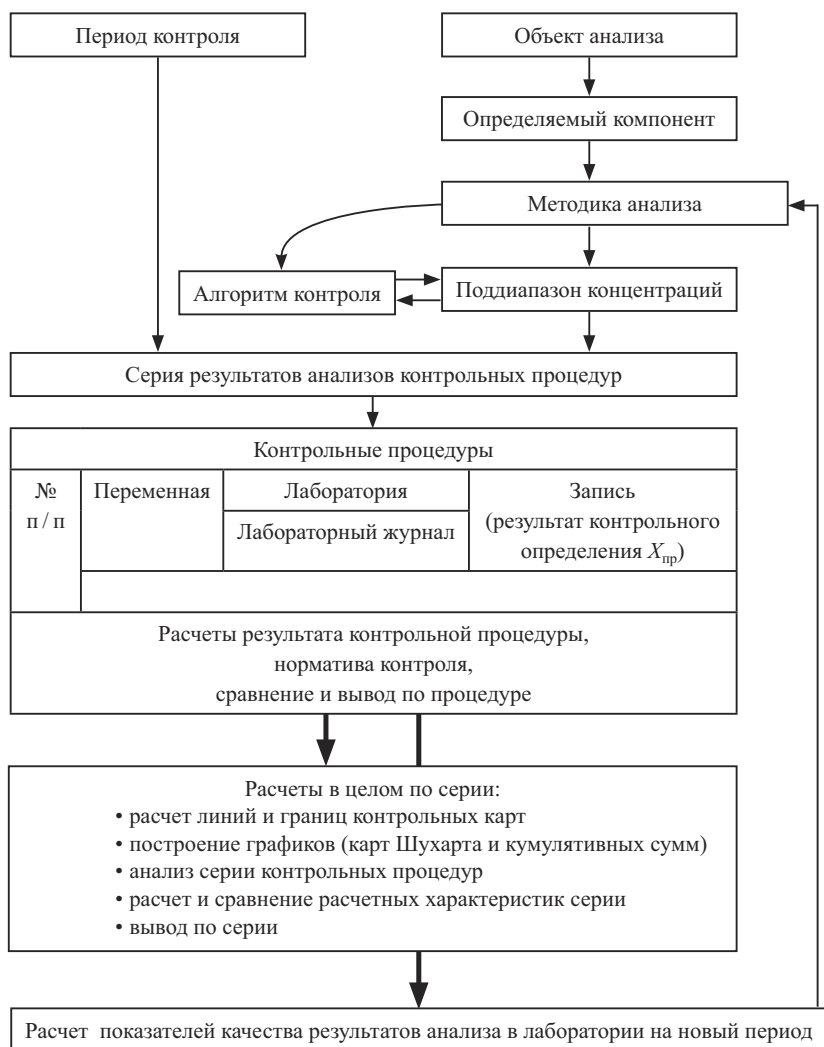 Период контроля
Объект анализа
Определяемый компонент
Методика анализа
Алгоритм контроля
Поддиапазон концентраций
Серия результатов анализов контрольных процедур
Контрольные процедуры
№
п / п
Переменная
Лаборатория
Лабораторный журнал
Запись
(результат контрольного
определения Xпр)
Расчеты результата контрольной процедуры,
норматива контроля,
сравнение и вывод по процедуре
Расчеты в целом по серии:
• расчет линий и границ контрольных карт
• построение графиков (карт Шухарта и кумулятивных сумм)
• анализ серии контрольных процедур
• расчет и сравнение расчетных характеристик серии
• вывод по серии
Расчет показателей качества результатов анализа в лаборатории на новый период